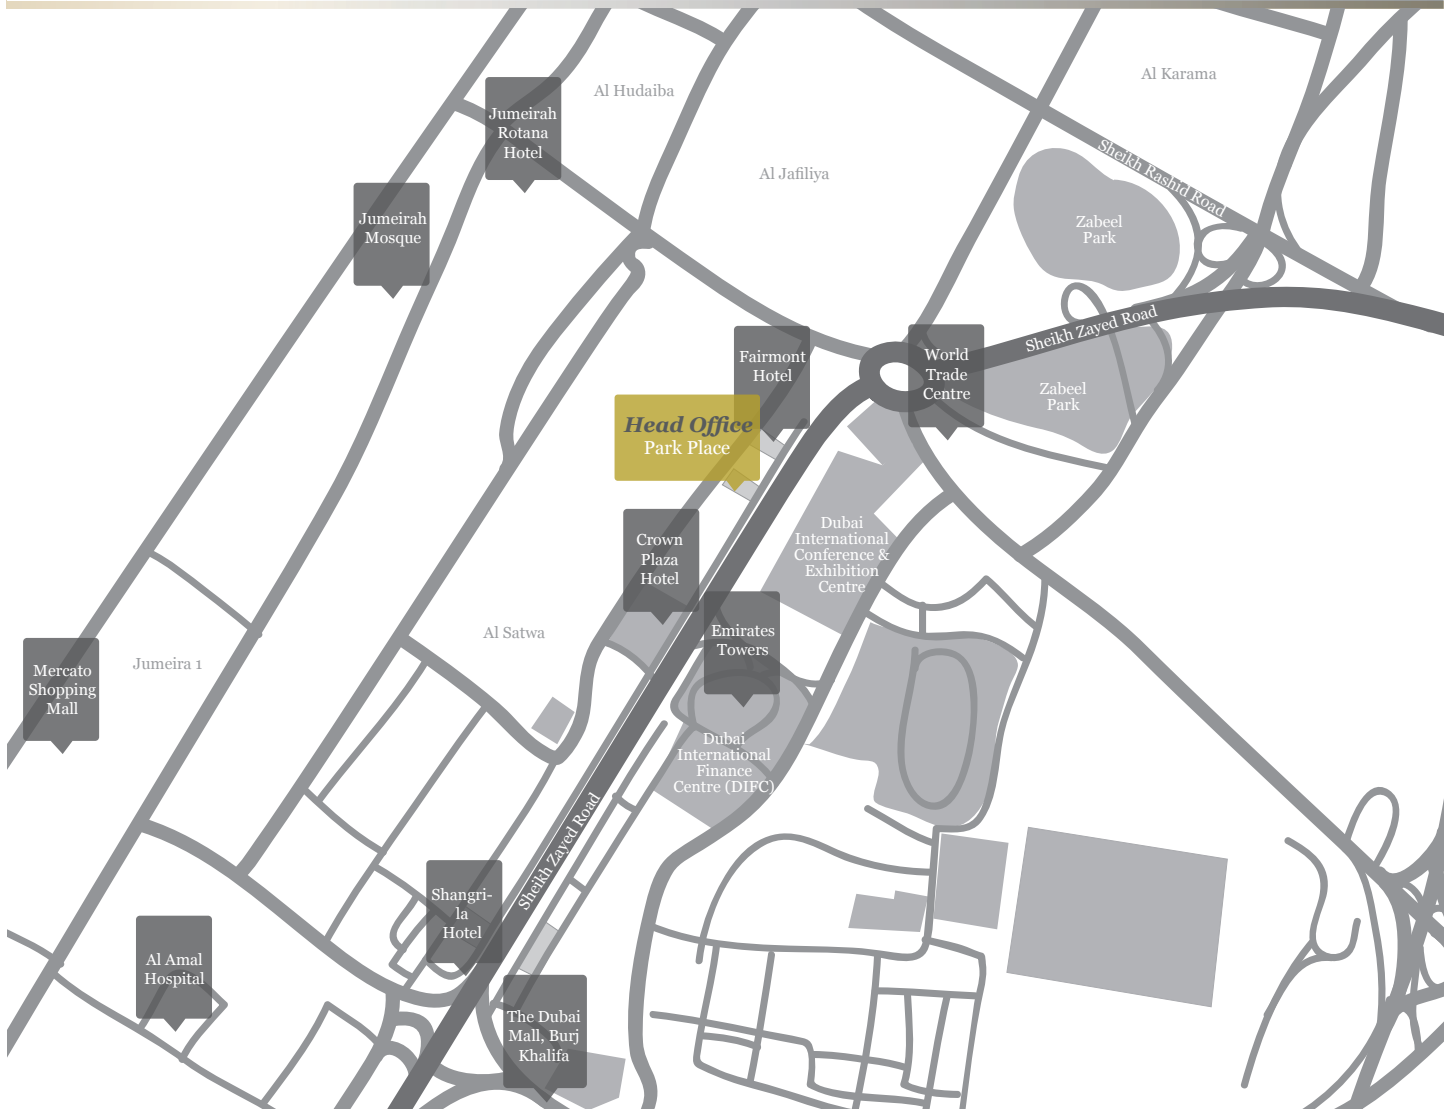 Al Karama
Al Hudaiba
Jumeirah
Rotana
Hotel
Al Jafiliya
Sheikh Rashid Road
Jumeirah
Mosque
Zabeel
Park
Sheikh Zayed Road
Fairmont
Hotel
World
Trade
Centre
Zabeel
Park
Head Office
Park Place
Crown
Plaza
Hotel
Dubai
International
Conference &
Exhibition
Centre
Al Satwa
Emirates
Towers
Jumeira 1
Mercato
Shopping
Mall
Dubai
International
Finance
Centre (DIFC)
Sheikh Zayed Road
Shangri-
la
Hotel
Al Amal
Hospital
The Dubai
Mall, Burj
Khalifa